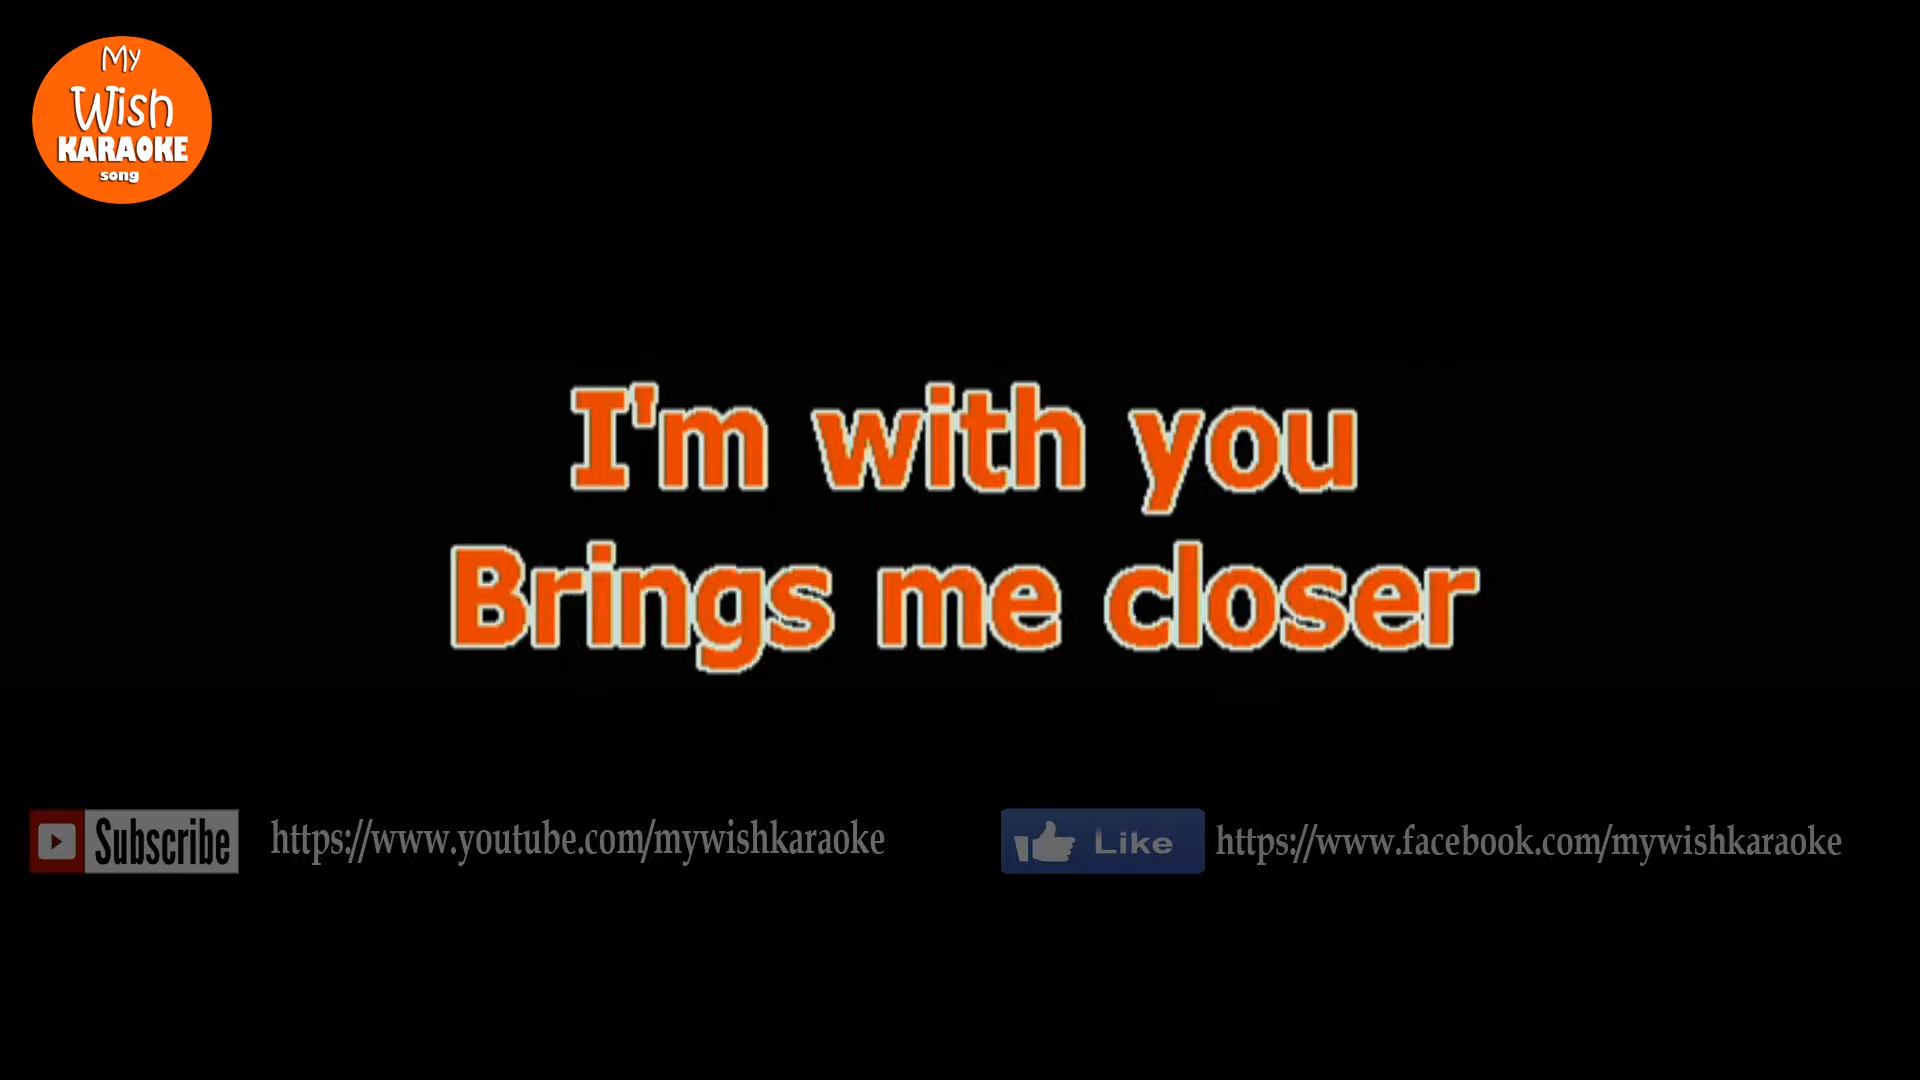 My
Wish
KARAOKE
song
I'm with you
Brings me closer
Subscribe https://www.youtube.com/mywishkaraoke
Like https://www.facebook.com/mywishkaraoke